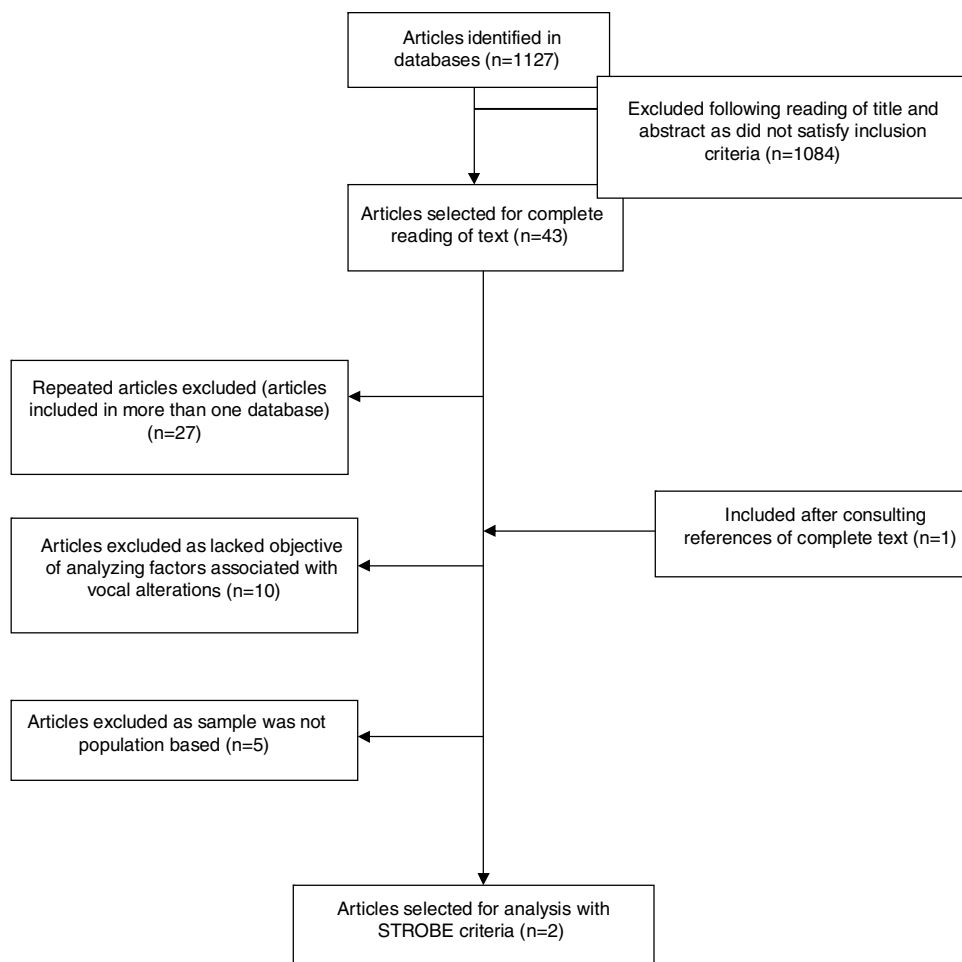 Articles identified in
databases (n=1127)
Excluded following reading of title and
abstract as did not satisfy inclusion
criteria (n=1084)
Articles selected for complete
reading of text (n=43)
Repeated articles excluded (articles
included in more than one database)
(n=27)
Included after consulting
references of complete text (n=1)
Articles excluded as lacked objective
of analyzing factors associated with
vocal alterations (n=10)
Articles excluded as sample was not
population based (n=5)
Articles selected for analysis with
STROBE criteria (n=2)